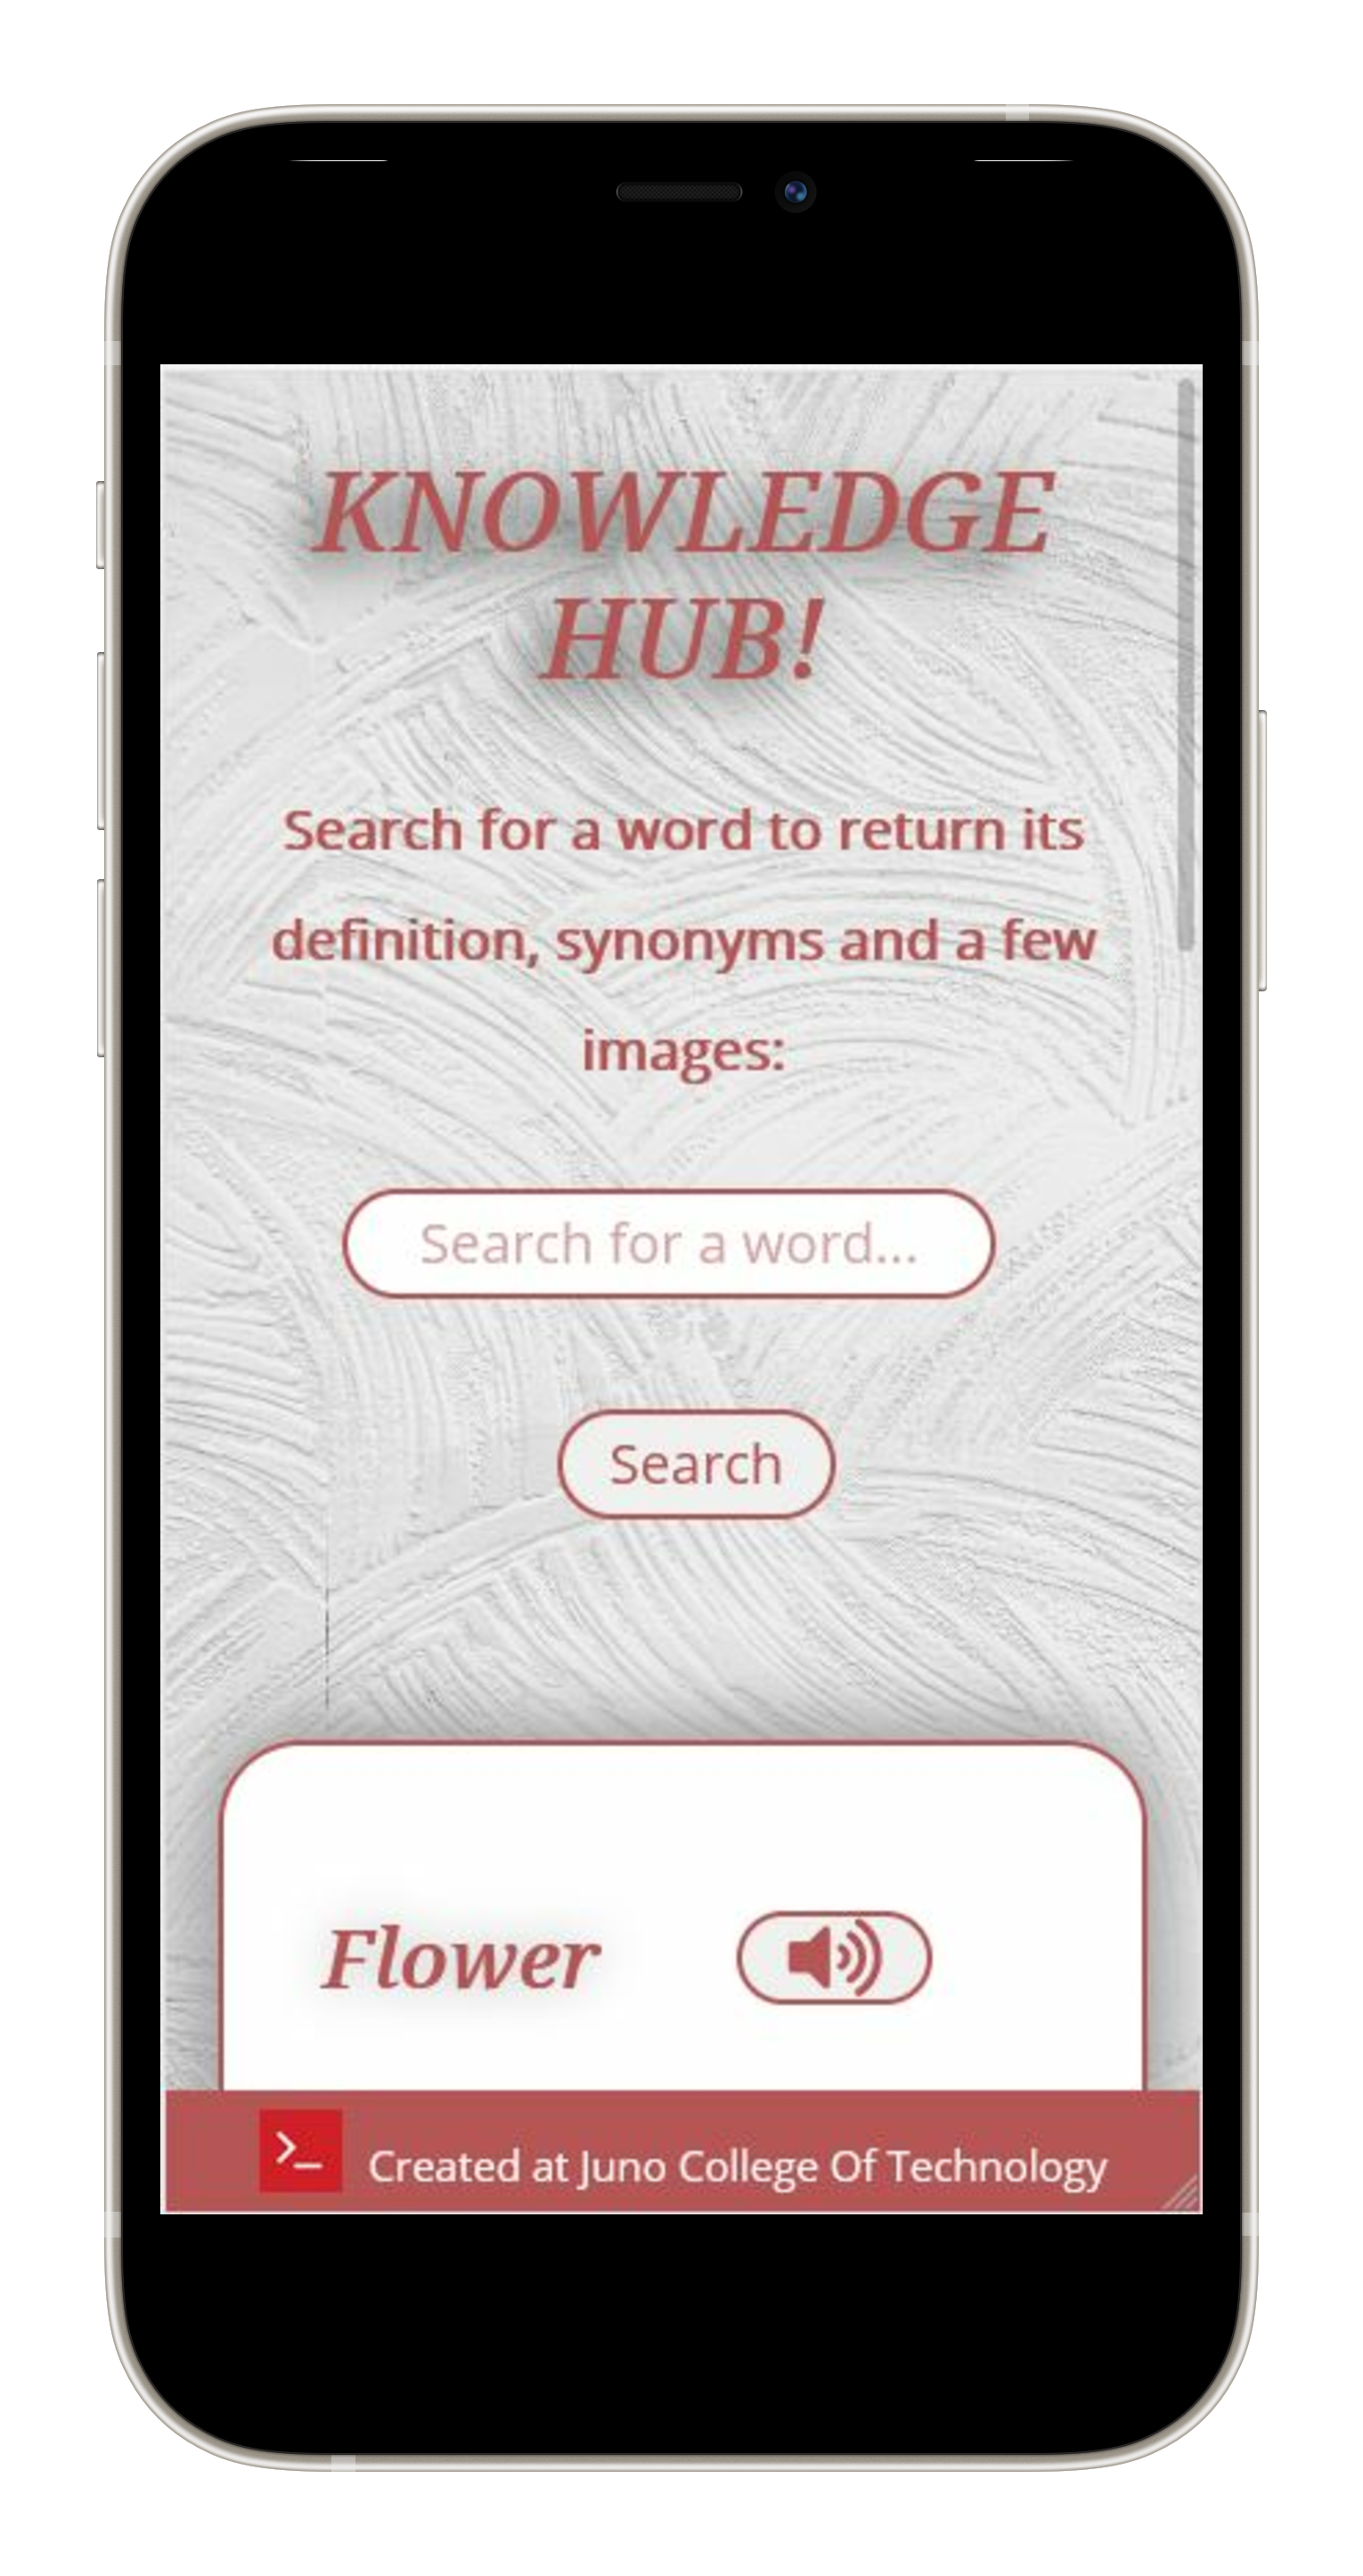 KNOWLEDGE
HUB!
Search for a word to return its
definition, synonyms and a few
images:
Search for a word...
Search
Flower
Created at Juno College Of Technology